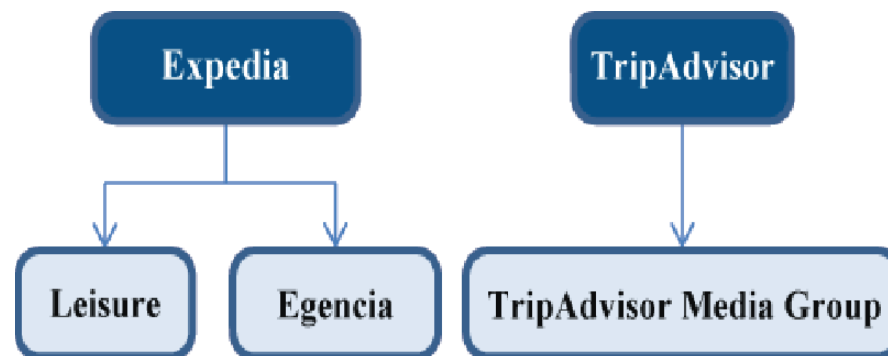 Expedia
TripAdvisor
Leisure
Egencia
TripAdvisor Media Group